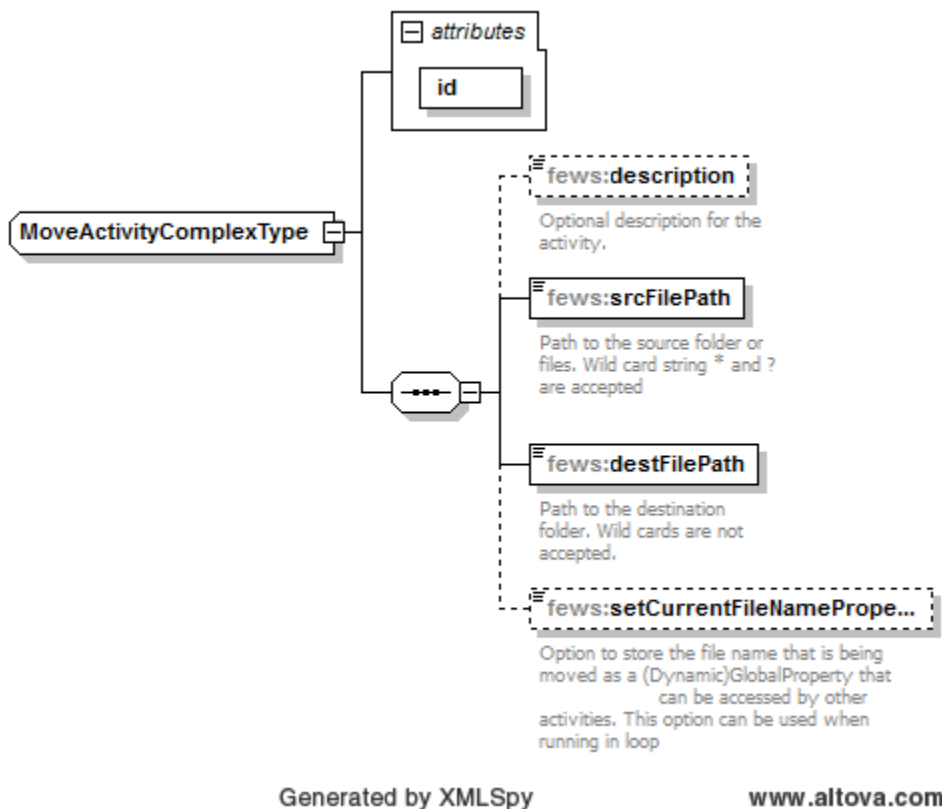 attributes
id
fews:description
Optional description for the
activity.
MoveActivityComplexType
fews:srcFilePath
Path to the source folder or
files. Wild card string * and ?
are accepted
fews:destFilePath
Path to the destination
folder. Wild cards are not
accepted.
fews:setCurrentFileNamePrope...
Option to store the file name that is being
moved as a (Dynamic)GlobalProperty that
can be accessed by other
activities. This option can be used when
running in loop
Generated by XMLSpy
www.altova.com